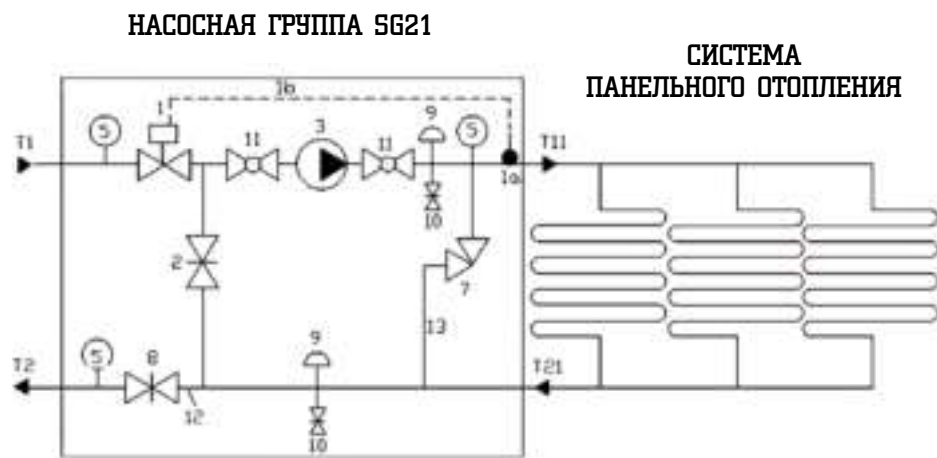 НАСОСНАЯ ГРУППА SG21
СИСТЕМА
ПАНЕЛЬНОГО ОТОПЛЕНИЯ
1b
T1 5 1 11 3 11 9 5 T11
1a
10
2 7
13
T2 5 8 9 T21
12 10